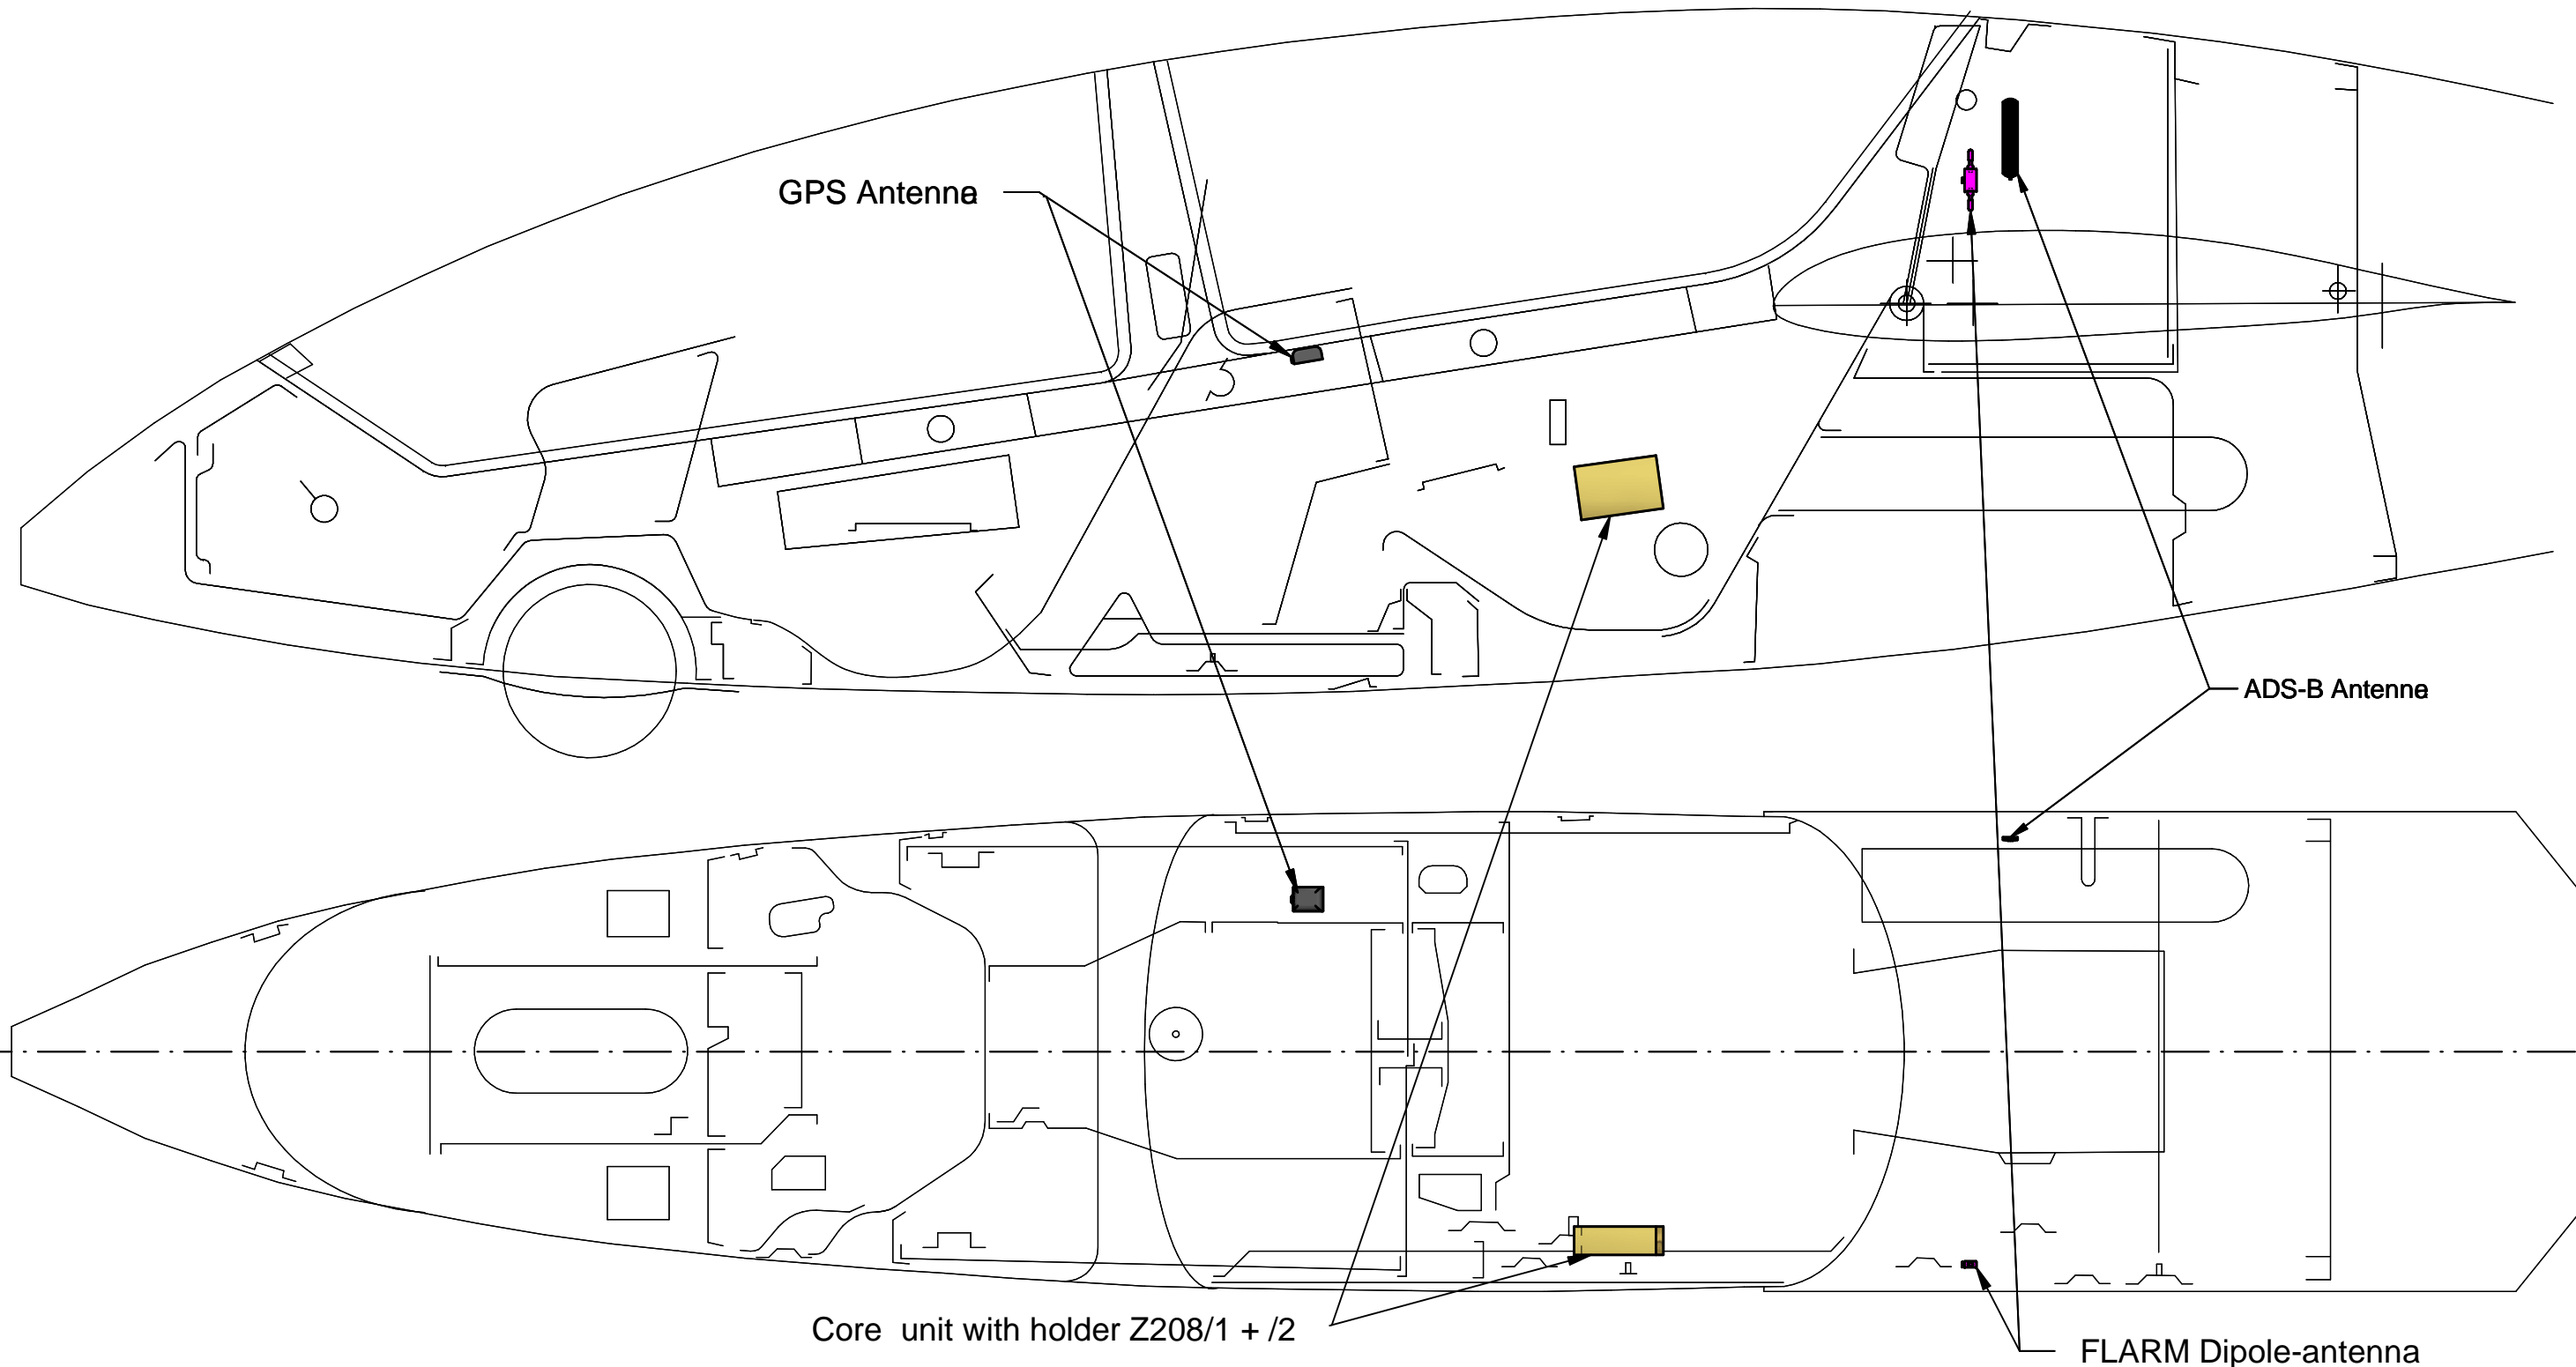 GPS Antenna
ADS-B Antenna
Core unit with holder Z208/1 + /2
FLARM Dipole-antenna